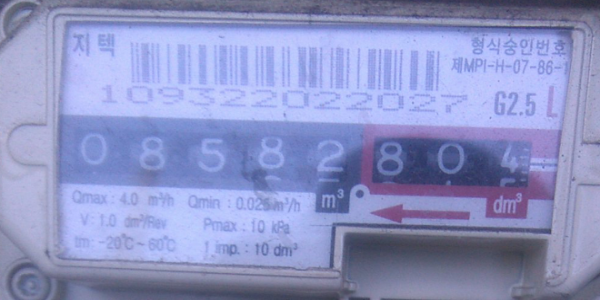 지텍 형식승인번호
제MPI-H-07-86-1
109322022027 G2.5 L
08582804
m³ dm³
Qmax : 4.0 m³/h Qmin : 0.025 m³/h
V : 1.0 dm³/Rev Pmax : 10 kPa
tm: -20℃~60℃ 1 imp. : 10 dm³